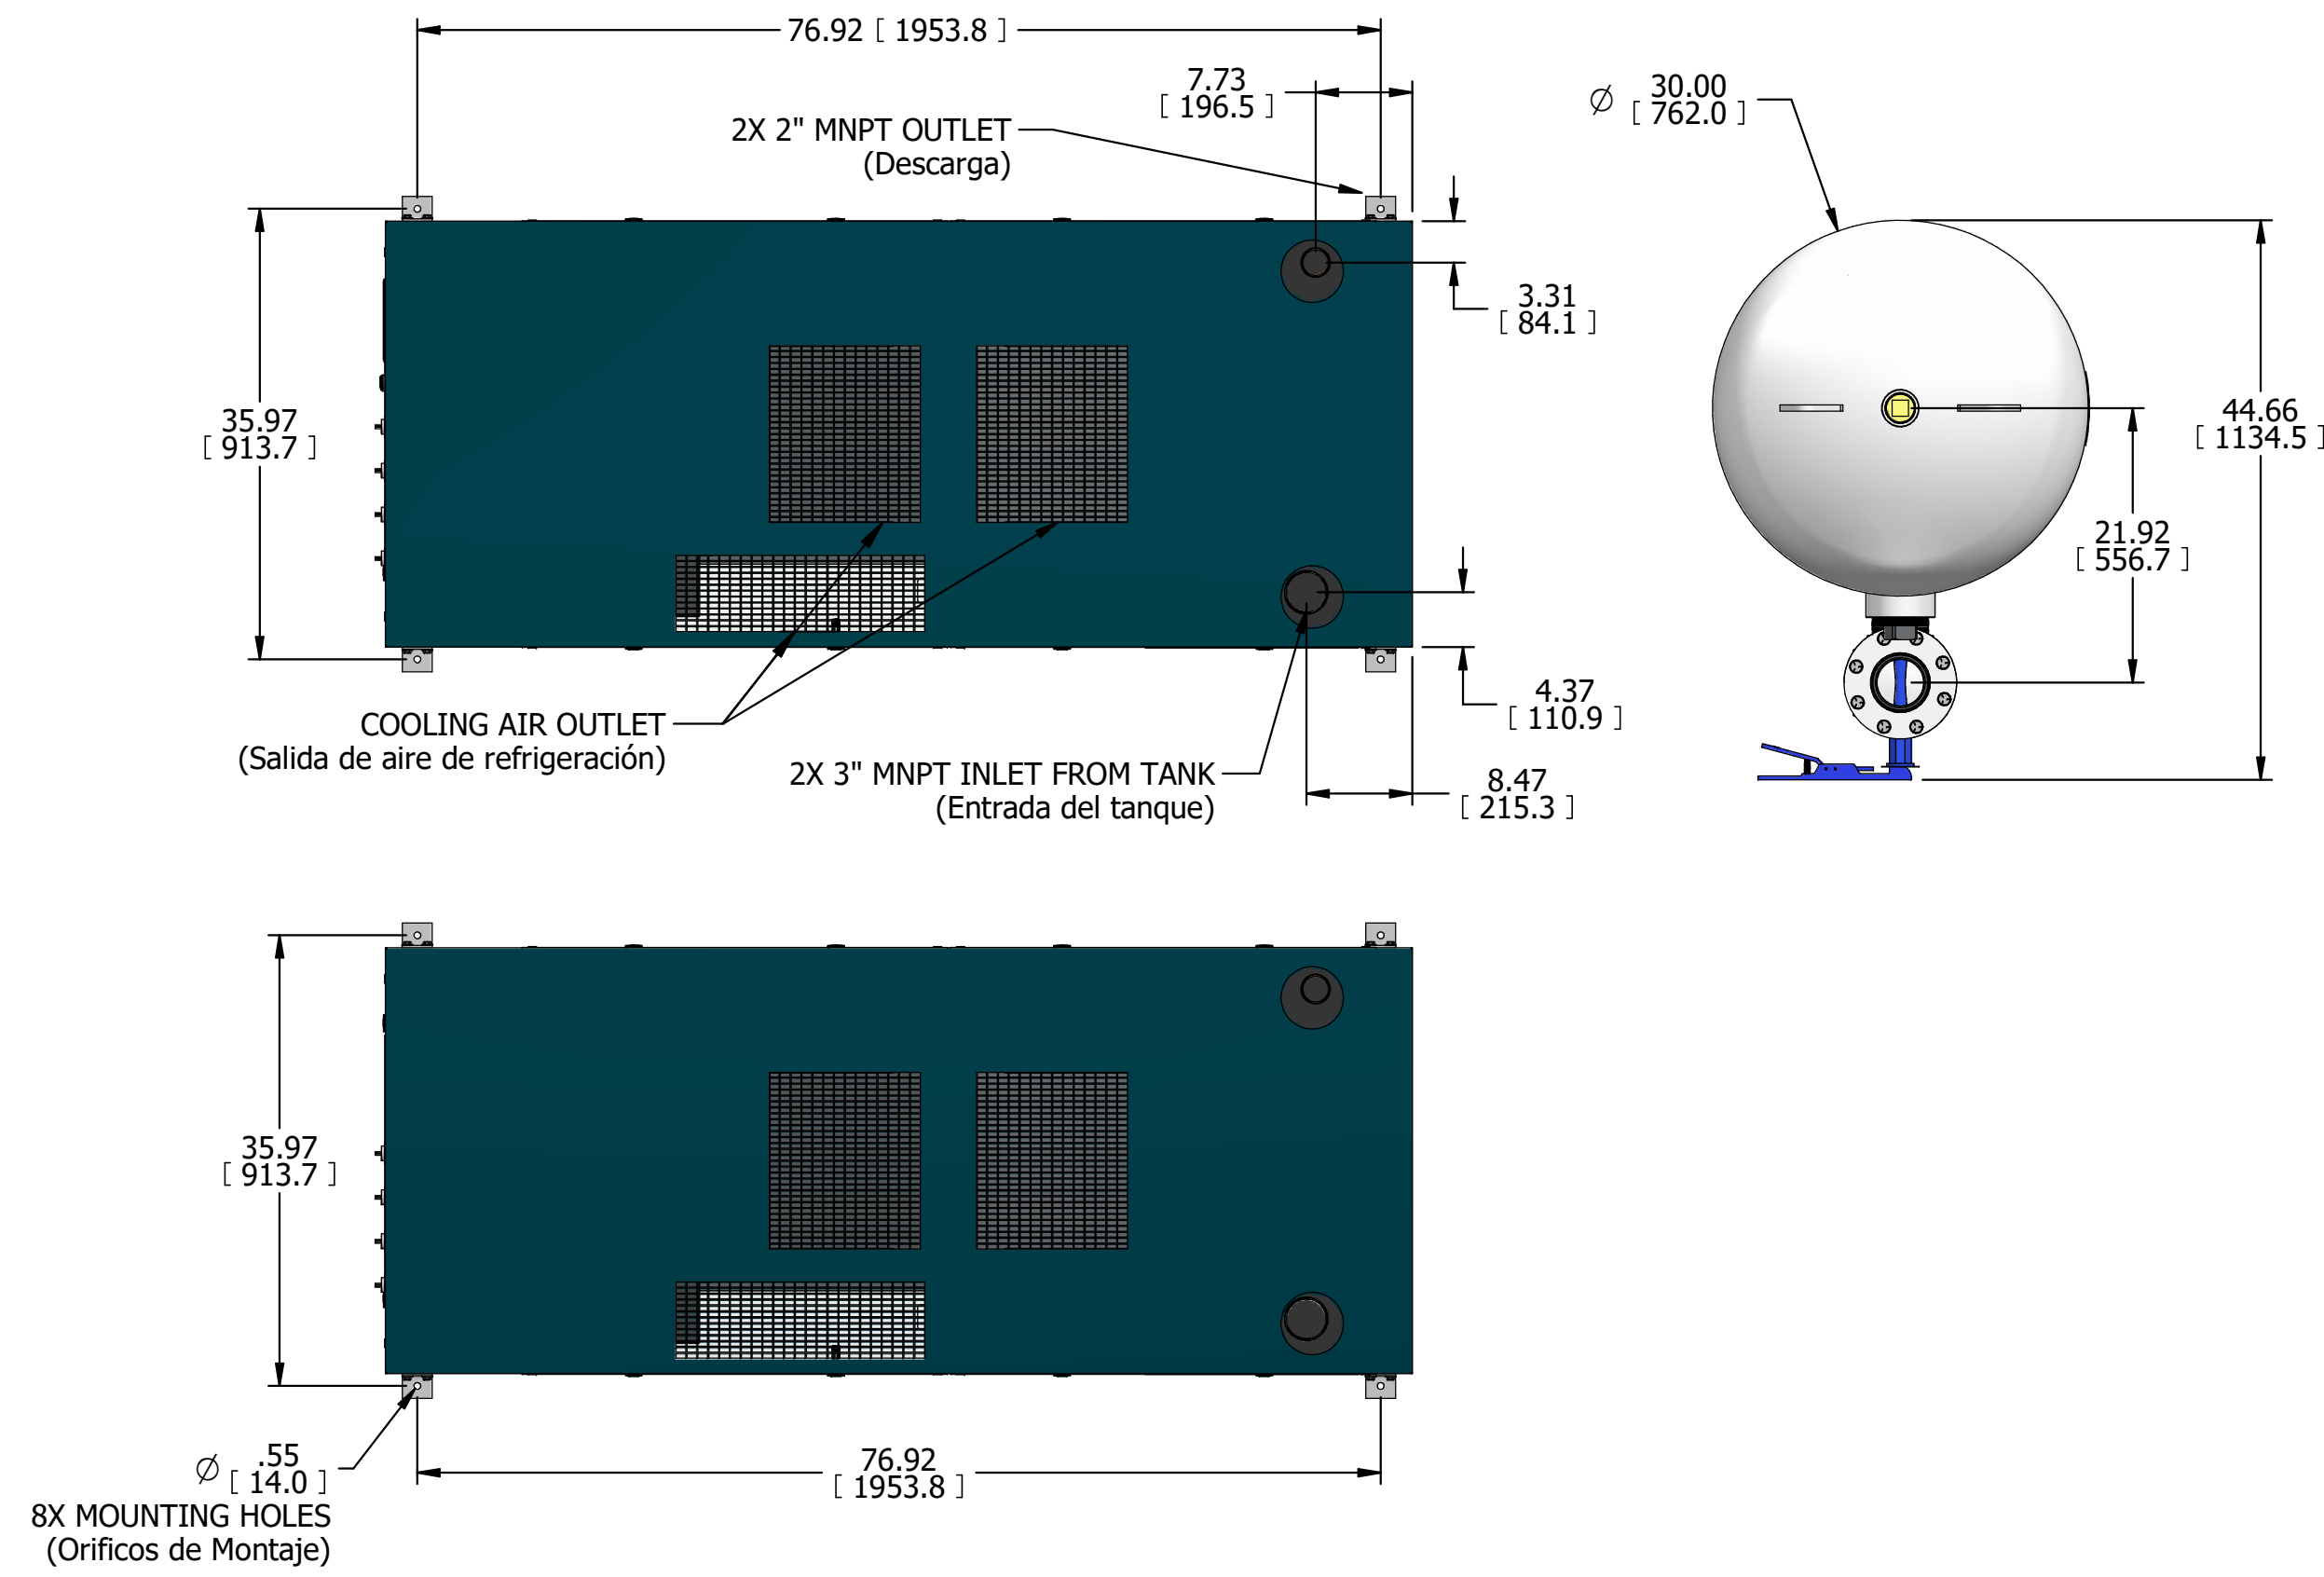 76.92 [ 1953.8 ]
7.73
[ 196.5 ]
2X 2" MNPT OUTLET
(Descarga)
Ø 30.00
[ 762.0 ]
3.31
[ 84.1 ]
35.97
[ 913.7 ]
44.66
[ 1134.5 ]
21.92
[ 556.7 ]
4.37
[ 110.9 ]
COOLING AIR OUTLET
(Salida de aire de refrigeración)
2X 3" MNPT INLET FROM TANK
(Entrada del tanque)
8.47
[ 215.3 ]
35.97
[ 913.7 ]
Ø .55
[ 14.0 ]
8X MOUNTING HOLES
(Orificos de Montaje)
76.92
[ 1953.8 ]